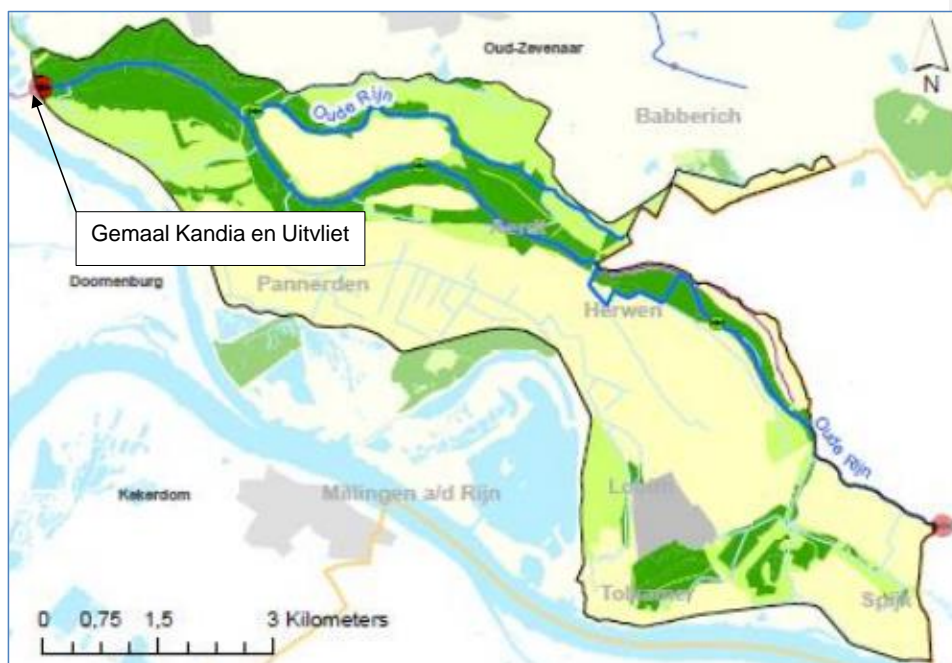 Oud-Zevenaar
N
Oude Rijn
Babberich
Gemaal Kandia en Uitvliet
Aerdt
Doornenburg
Pannerden
Herwen
Oude Rijn
Lobith
Kekerdom
Millingen a/d Rijn
Tolkamer
Spijk
0 0,75 1,5 3 Kilometers